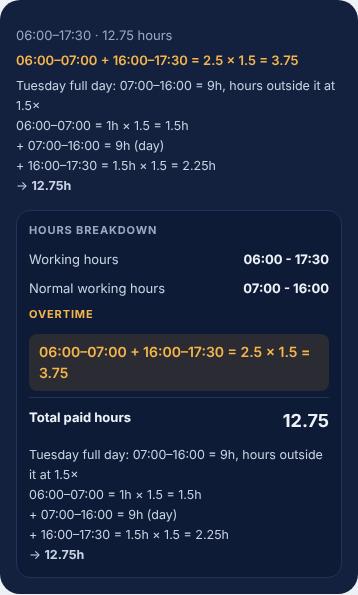 06:00–17:30 · 12.75 hours
06:00–07:00 + 16:00–17:30 = 2.5 × 1.5 = 3.75
Tuesday full day: 07:00–16:00 = 9h, hours outside it at
1.5×
06:00–07:00 = 1h × 1.5 = 1.5h
+ 07:00–16:00 = 9h (day)
+ 16:00–17:30 = 1.5h × 1.5 = 2.25h
→ 12.75h
HOURS BREAKDOWN
Working hours 06:00 - 17:30
Normal working hours 07:00 - 16:00
OVERTIME
06:00–07:00 + 16:00–17:30 = 2.5 × 1.5 =
3.75
Total paid hours 12.75
Tuesday full day: 07:00–16:00 = 9h, hours outside
it at 1.5×
06:00–07:00 = 1h × 1.5 = 1.5h
+ 07:00–16:00 = 9h (day)
+ 16:00–17:30 = 1.5h × 1.5 = 2.25h
→ 12.75h